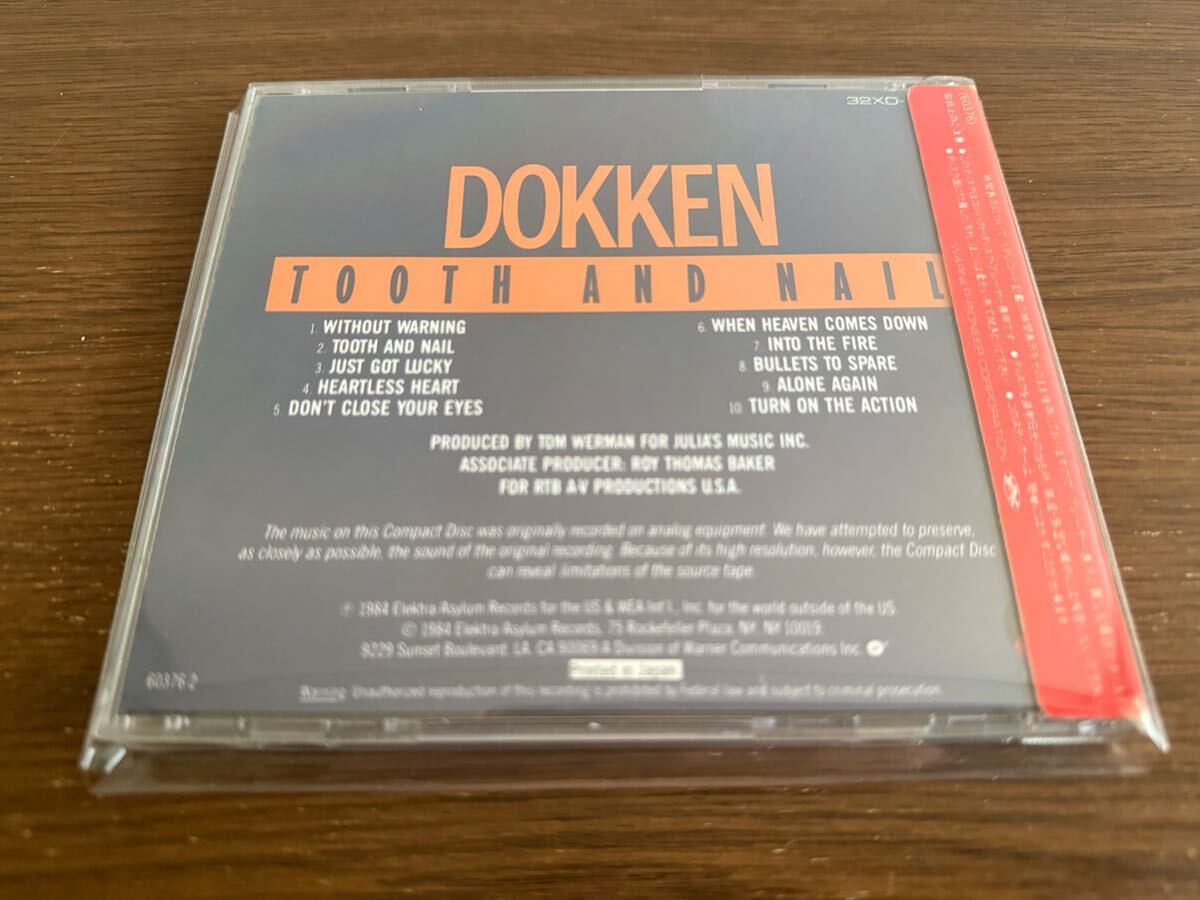 32XD-
DOKKEN
TOOTH AND NAIL
1. WITHOUT WARNING
2. TOOTH AND NAIL
3. JUST GOT LUCKY
4. HEARTLESS HEART
5. DON'T CLOSE YOUR EYES
6. WHEN HEAVEN COMES DOWN
7. INTO THE FIRE
8. BULLETS TO SPARE
9. ALONE AGAIN
10. TURN ON THE ACTION
PRODUCED BY TOM WERMAN FOR JULIA'S MUSIC INC.
ASSOCIATE PRODUCER: ROY THOMAS BAKER
FOR RTB A-V PRODUCTIONS U.S.A.
The music on this Compact Disc was originally recorded on analog equipment. We have attempted to preserve,
as closely as possible, the sound of the original recording. Because of its high resolution, however, the Compact Disc
can reveal limitations of the source tape.
℗ 1984 Elektra Asylum Records for the US & WEA Int'l., Inc. for the world outside of the US.
© 1984 Elektra Asylum Records, 75 Rockefeller Plaza, NY, NY 10019.
9229 Sunset Boulevard, LA, CA 90069 A Division of Warner Communications Inc.
Printed in Japan
60376-2
Warning: Unauthorized reproduction of this recording is prohibited by Federal law and subject to criminal prosecution.
(60376)
WARNER-PIONEER CORPORATION